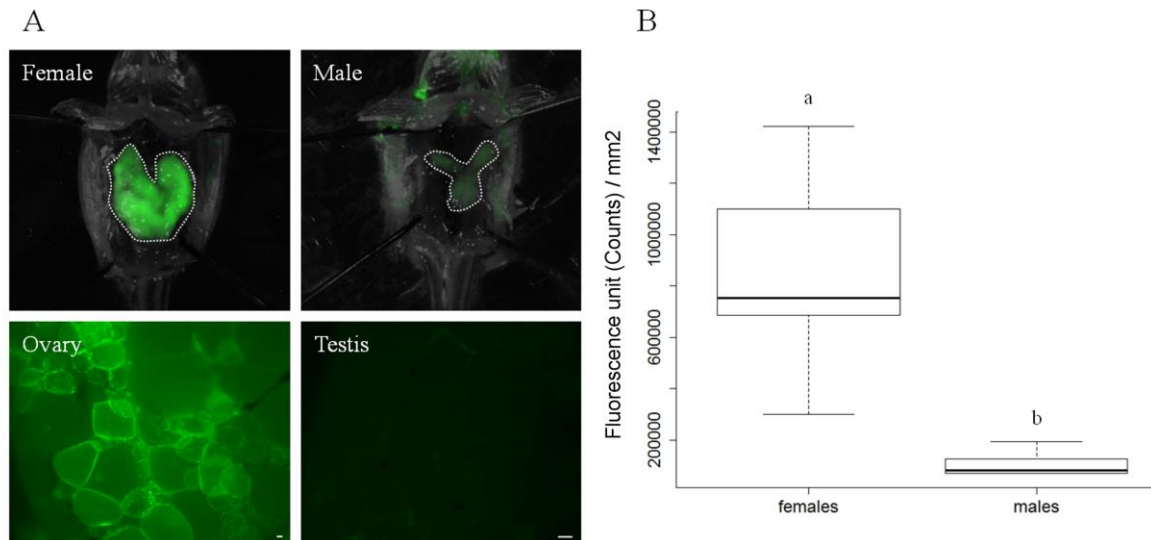 A
B
Female
Male
Ovary
Testis
a
b
Fluorescence unit (Counts) / mm2
1400000
1000000
600000
200000
females
males